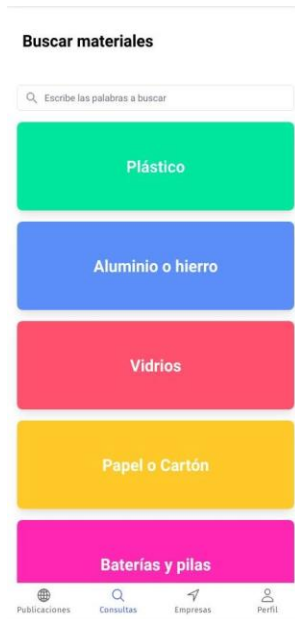 Buscar materiales
Escribe las palabras a buscar
Plástico
Aluminio o hierro
Vidrios
Papel o Cartón
Baterías y pilas
Publicaciones Consultas Empresas Perfil